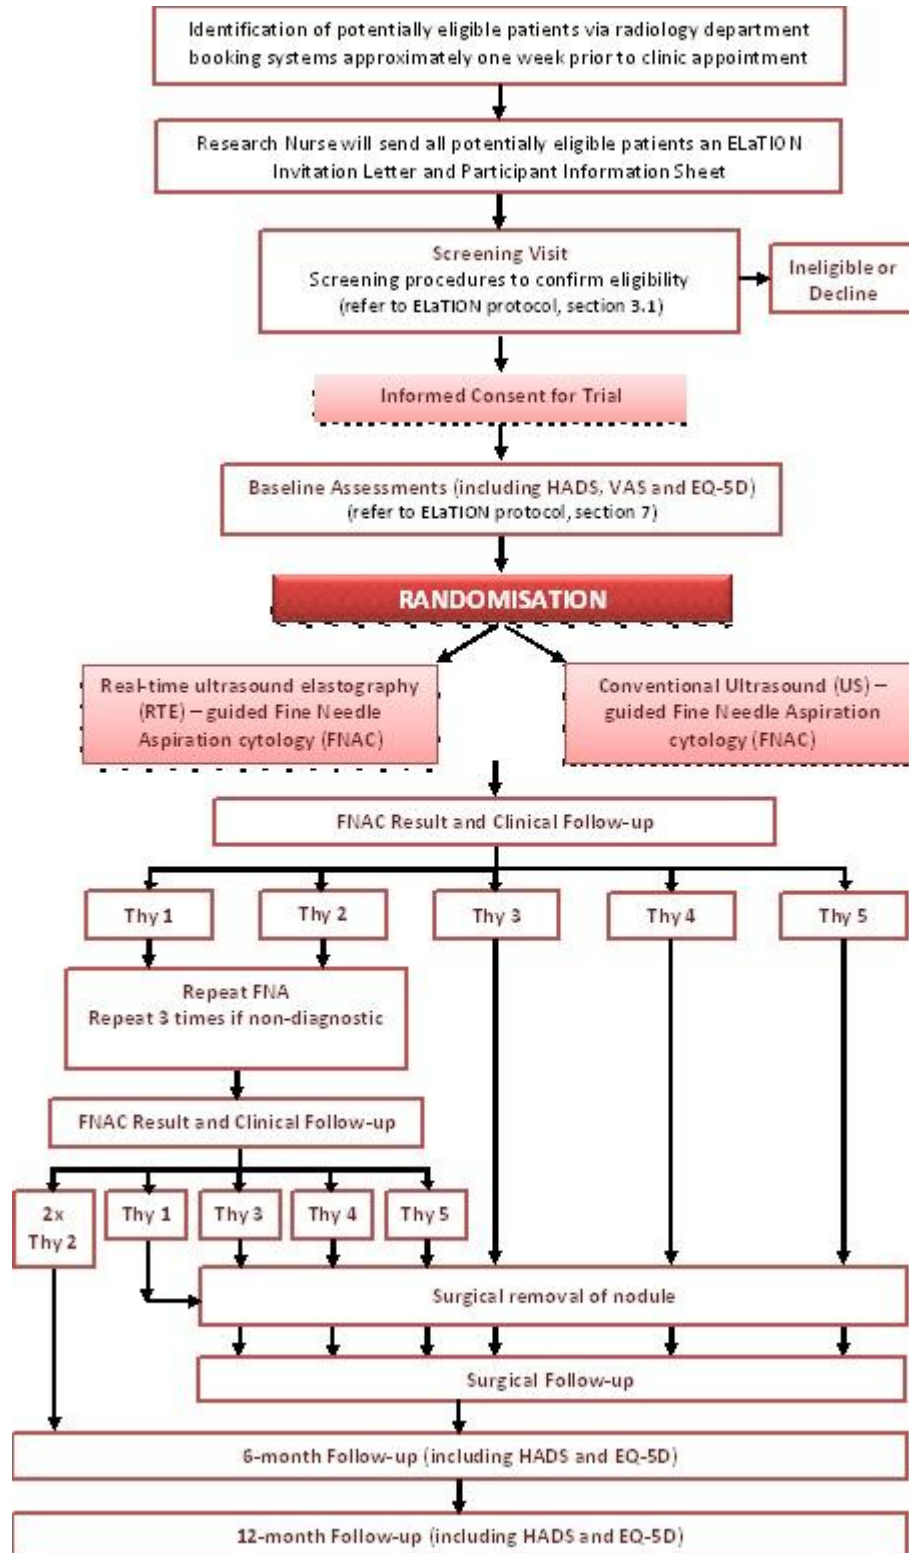 Identification of potentially eligible patients via radiology department
booking systems approximately one week prior to clinic appointment
Research Nurse will send all potentially eligible patients an ELaTION
Invitation Letter and Participant Information Sheet
Screening Visit
Screening procedures to confirm eligibility
(refer to ELaTION protocol, section 3.1)
Ineligible or
Decline
Informed Consent for Trial
Baseline Assessments (including HADS, VAS and EQ-5D)
(refer to ELaTION protocol, section 7)
RANDOMISATION
Real-time ultrasound elastography
(RTE) – guided Fine Needle
Aspiration cytology (FNAC)
Conventional Ultrasound (US) –
guided Fine Needle Aspiration
cytology (FNAC)
FNAC Result and Clinical Follow-up
Thy 1
Thy 2
Thy 3
Thy 4
Thy 5
Repeat FNA
Repeat 3 times if non-diagnostic
FNAC Result and Clinical Follow-up
2x
Thy 2
Thy 1
Thy 3
Thy 4
Thy 5
Surgical removal of nodule
Surgical Follow-up
6-month Follow-up (including HADS and EQ-5D)
12-month Follow-up (including HADS and EQ-5D)